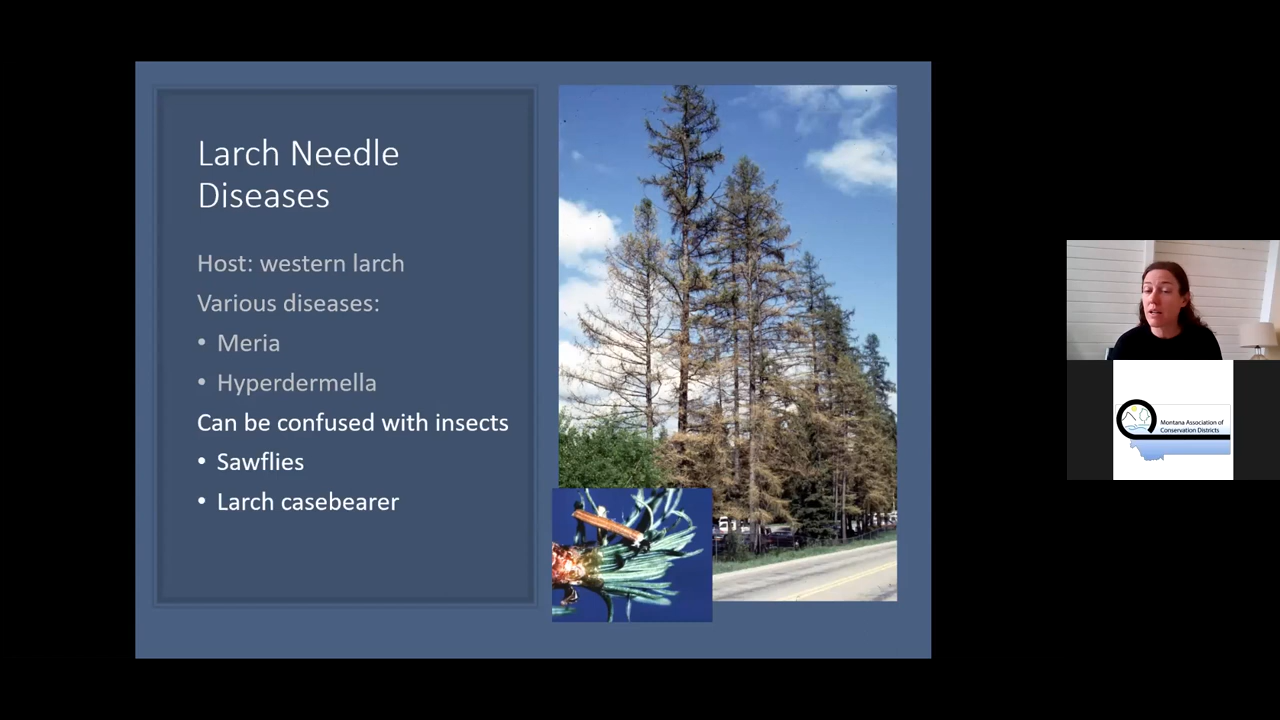 Larch Needle
Diseases
Host: western larch
Various diseases:
• Meria
• Hyperdermella
Can be confused with insects
• Sawflies
• Larch casebearer
Montana Association of
Conservation Districts